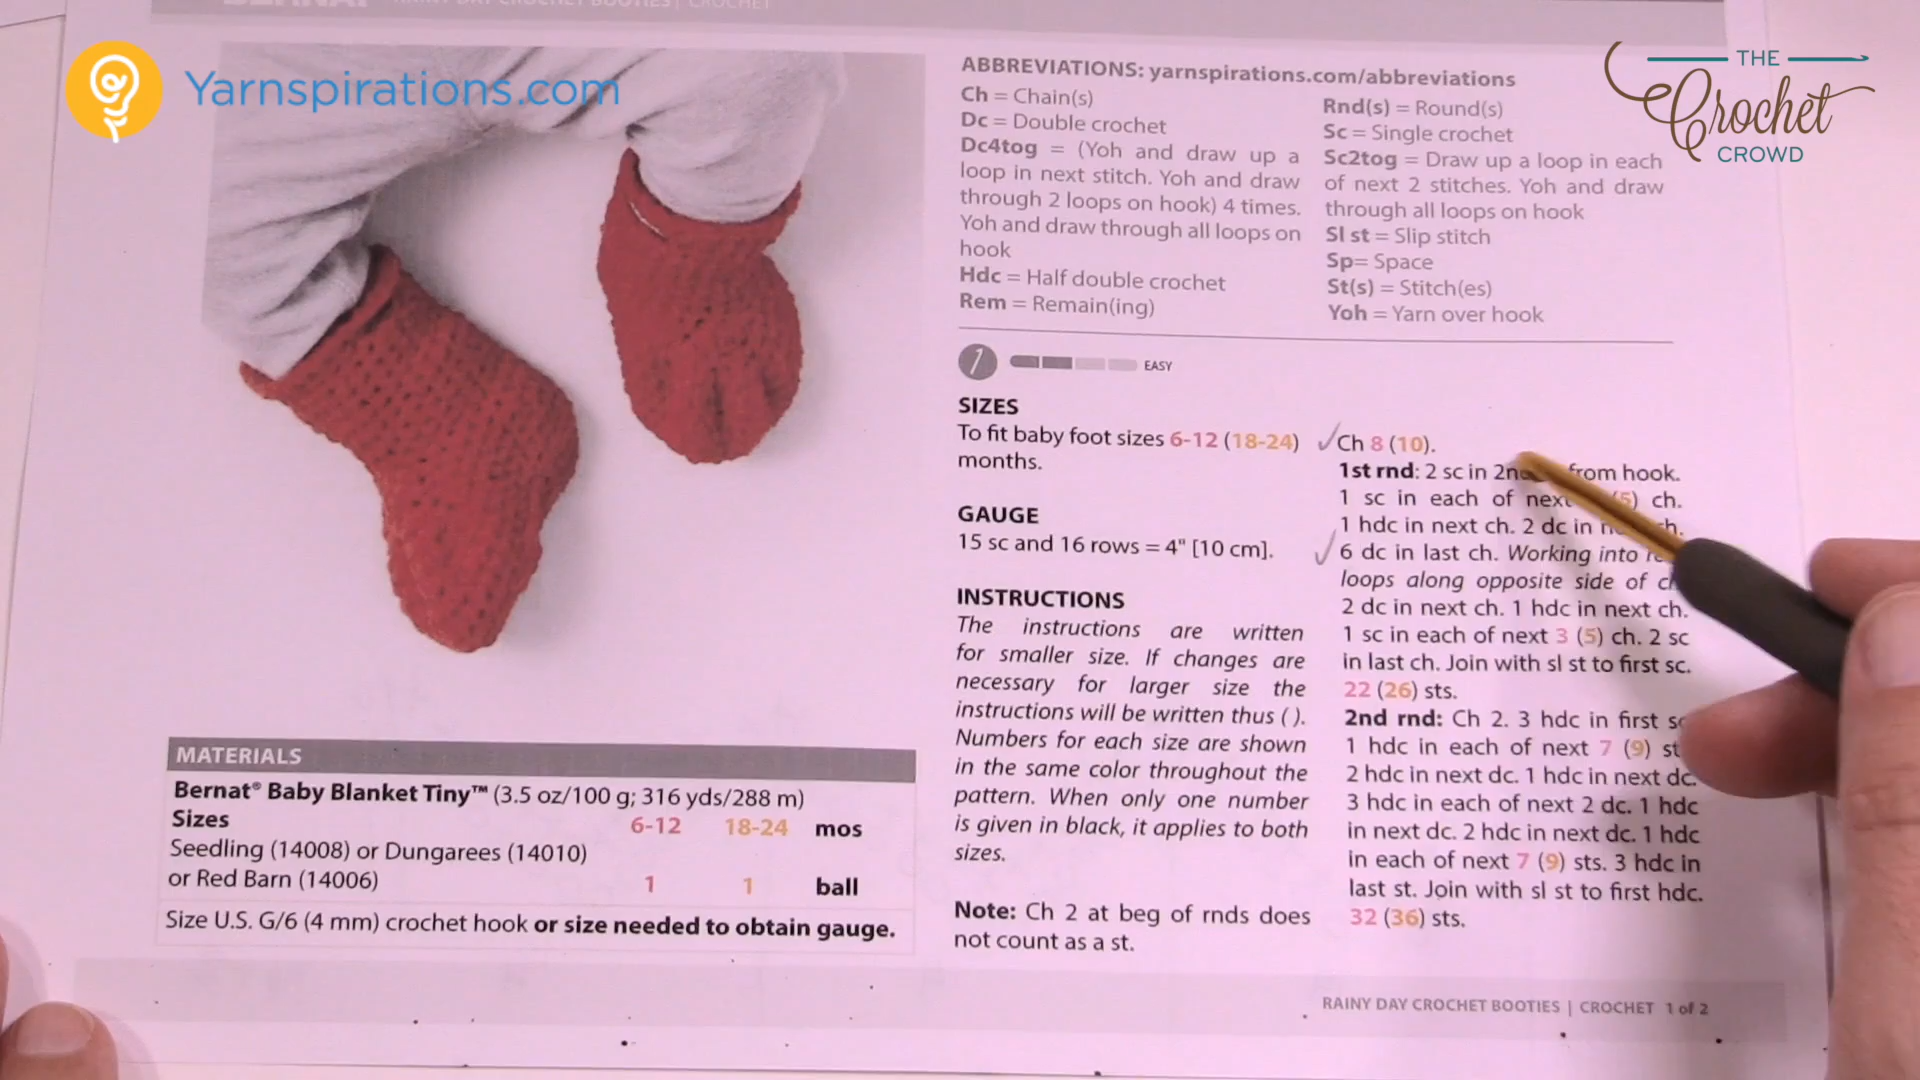 BERNAT RAINY DAY CROCHET BOOTIES | CROCHET
Yarnspirations.com
THE
Crochet
CROWD
ABBREVIATIONS: yarnspirations.com/abbreviations
Ch = Chain(s)
Dc = Double crochet
Dc4tog = (Yoh and draw up a
loop in next stitch. Yoh and draw
through 2 loops on hook) 4 times.
Yoh and draw through all loops on
hook
Hdc = Half double crochet
Rem = Remain(ing)
Rnd(s) = Round(s)
Sc = Single crochet
Sc2tog = Draw up a loop in each
of next 2 stitches. Yoh and draw
through all loops on hook
Sl st = Slip stitch
Sp= Space
St(s) = Stitch(es)
Yoh = Yarn over hook
EASY
SIZES
To fit baby foot sizes 6-12 (18-24)
months.
GAUGE
15 sc and 16 rows = 4" [10 cm].
INSTRUCTIONS
The instructions are written
for smaller size. If changes are
necessary for larger size the
instructions will be written thus ( ).
Numbers for each size are shown
in the same color throughout the
pattern. When only one number
is given in black, it applies to both
sizes.
Note: Ch 2 at beg of rnds does
not count as a st.
Ch 8 (10).
1st rnd: 2 sc in from hook.
1 sc in each of (5) ch.
1 hdc in next ch. 2 dc in
6 dc in last ch. Working into
loops along opposite side of
2 dc in next ch. 1 hdc in next ch.
1 sc in each of next 3 (5) ch. 2 sc
in last ch. Join with sl st to first sc.
22 (26) sts.
2nd rnd: Ch 2. 3 hdc in first
1 hdc in each of next 7 (9)
2 hdc in next dc. 1 hdc in next dc.
3 hdc in each of next 2 dc. 1 hdc
in next dc. 2 hdc in next dc. 1 hdc
in each of next 7 (9) sts. 3 hdc in
last st. Join with sl st to first hdc.
32 (36) sts.
MATERIALS
Bernat® Baby Blanket Tiny™ (3.5 oz/100 g; 316 yds/288 m)
Sizes 6-12 18-24 mos
Seedling (14008) or Dungarees (14010)
or Red Barn (14006) 1 1 ball
Size U.S. G/6 (4 mm) crochet hook or size needed to obtain gauge.
RAINY DAY CROCHET BOOTIES | CROCHET 1 of 2